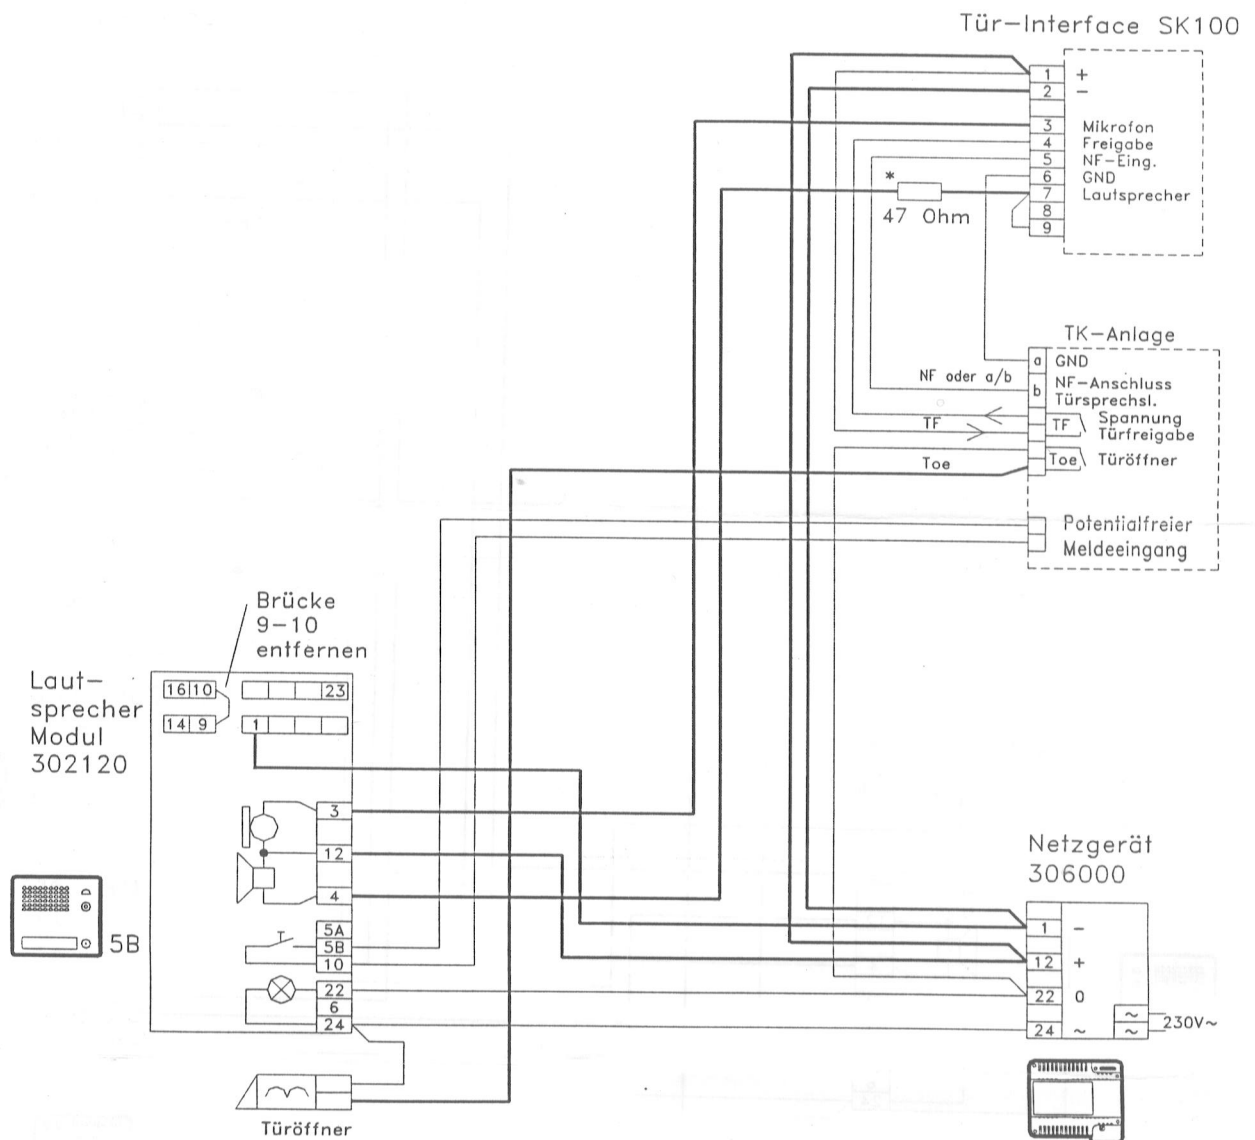 Tür-Interface SK100
1 +
2 -
3 Mikrofon
4 Freigabe
5 NF-Eing.
6 GND
7 Lautsprecher
8
9
*
47 Ohm
TK-Anlage
a GND
b NF-Anschluss
Türsprechsl.
NF oder a/b
TF
TF Spannung
Türfreigabe
Toe
Toe Türöffner
Potentialfreier
Meldeeingang
Brücke
9-10
entfernen
Laut-
sprecher
Modul
302120
16 10
23
14 9
1
3
12
4
5A
5B
10
22
6
24
5B
Türöffner
Netzgerät
306000
1 -
12 +
22 0
24 ~
~
~
230V~